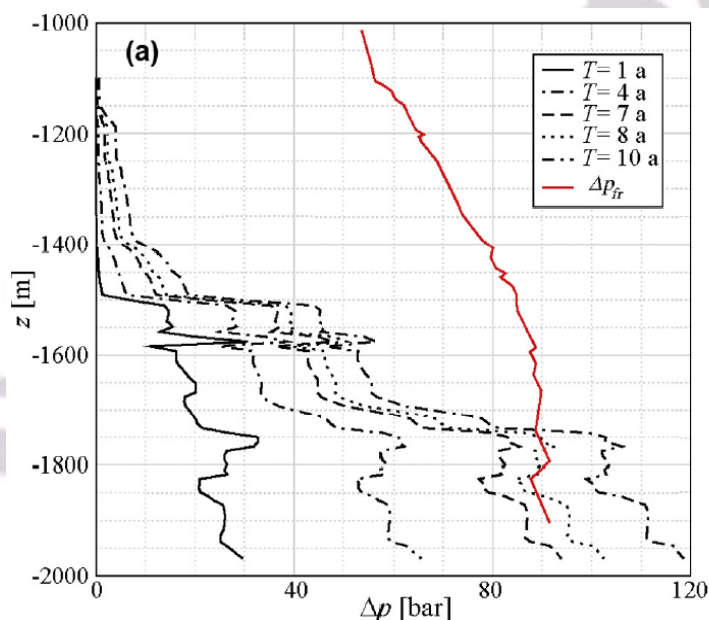 (a)
-1000
-1200
-1400
-1600
-1800
-2000
z [m]
0
40
80
120
Δp [bar]
T= 1 a
T= 4 a
T= 7 a
T= 8 a
T= 10 a
Δp_fr